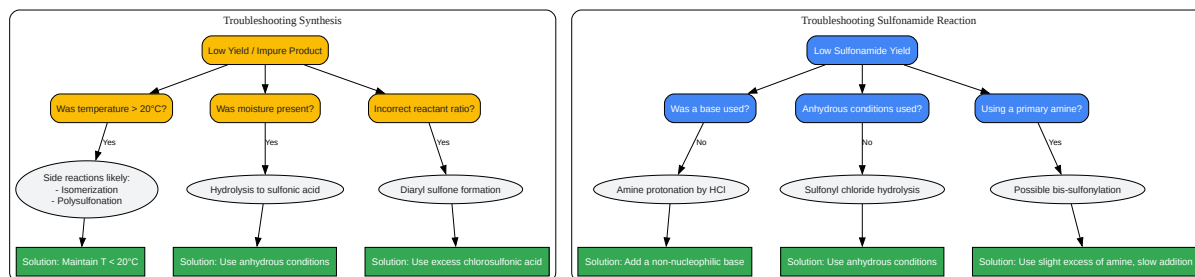 Troubleshooting Synthesis
Low Yield / Impure Product
Was temperature > 20°C?
Was moisture present?
Incorrect reactant ratio?
Yes
Yes
Yes
Side reactions likely:
- Isomerization
- Polysulfonation
Hydrolysis to sulfonic acid
Diaryl sulfone formation
Solution: Maintain T < 20°C
Solution: Use anhydrous conditions
Solution: Use excess chlorosulfonic acid
Troubleshooting Sulfonamide Reaction
Low Sulfonamide Yield
Was a base used?
Anhydrous conditions used?
Using a primary amine?
No
No
Yes
Amine protonation by HCl
Sulfonyl chloride hydrolysis
Possible bis-sulfonylation
Solution: Add a non-nucleophilic base
Solution: Use anhydrous conditions
Solution: Use slight excess of amine, slow addition